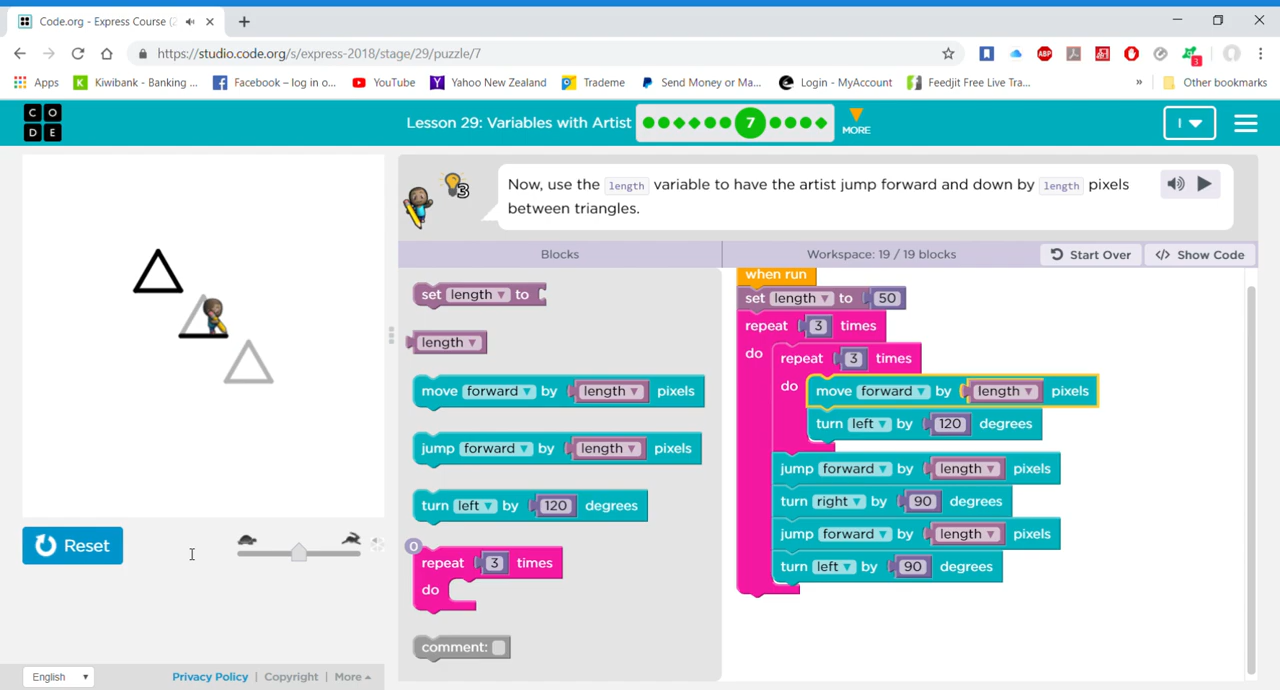 Code.org - Express Course (2
https://studio.code.org/s/express-2018/stage/29/puzzle/7
ABP
3
Apps
Kiwibank - Banking ...
Facebook – log in o...
YouTube
Yahoo New Zealand
Trademe
Send Money or Ma...
Login - MyAccount
Feedjit Free Live Tra...
»
Other bookmarks
C O
D E
Lesson 29: Variables with Artist
7
MORE
I
3
Now, use the length variable to have the artist jump forward and down by length pixels
between triangles.
Blocks
Workspace: 19 / 19 blocks
Start Over
</> Show Code
set length to
length
move forward by length pixels
jump forward by length pixels
turn left by 120 degrees
0
repeat 3 times
do
comment:
when run
set length to 50
repeat 3 times
do
repeat 3 times
do
move forward by length pixels
turn left by 120 degrees
jump forward by length pixels
turn right by 90 degrees
jump forward by length pixels
turn left by 90 degrees
Reset
English
Privacy Policy | Copyright | More